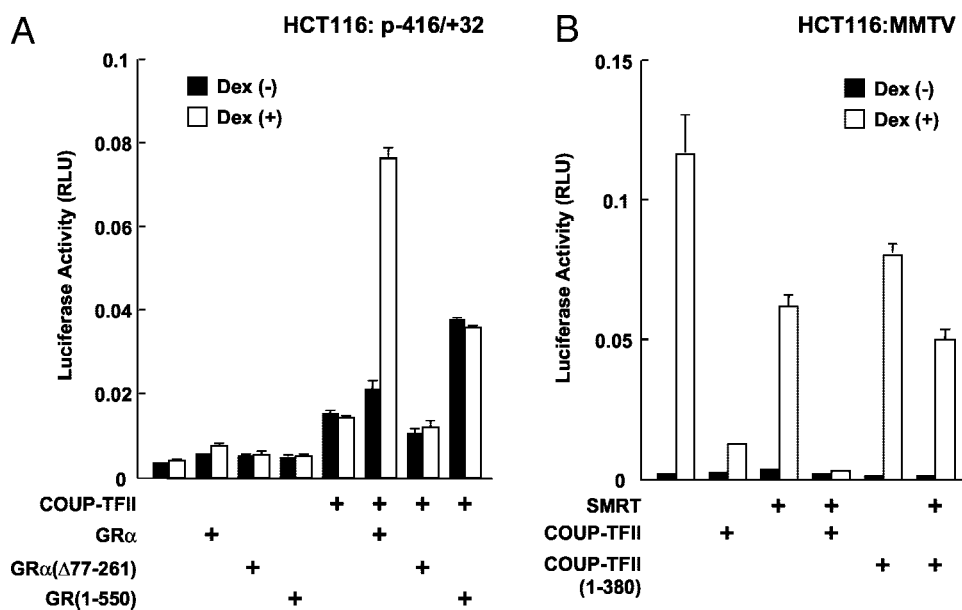 A
HCT116: p-416/+32
Dex (-)
Dex (+)
Luciferase Activity (RLU)
0.1
0.08
0.06
0.04
0.02
0
COUP-TFII + + + +
GRα + +
GRα(Δ77-261) + +
GR(1-550) + +
B
HCT116:MMTV
Dex (-)
Dex (+)
Luciferase Activity (RLU)
0.15
0.1
0.05
0
SMRT + + +
COUP-TFII + +
COUP-TFII + +
(1-380)